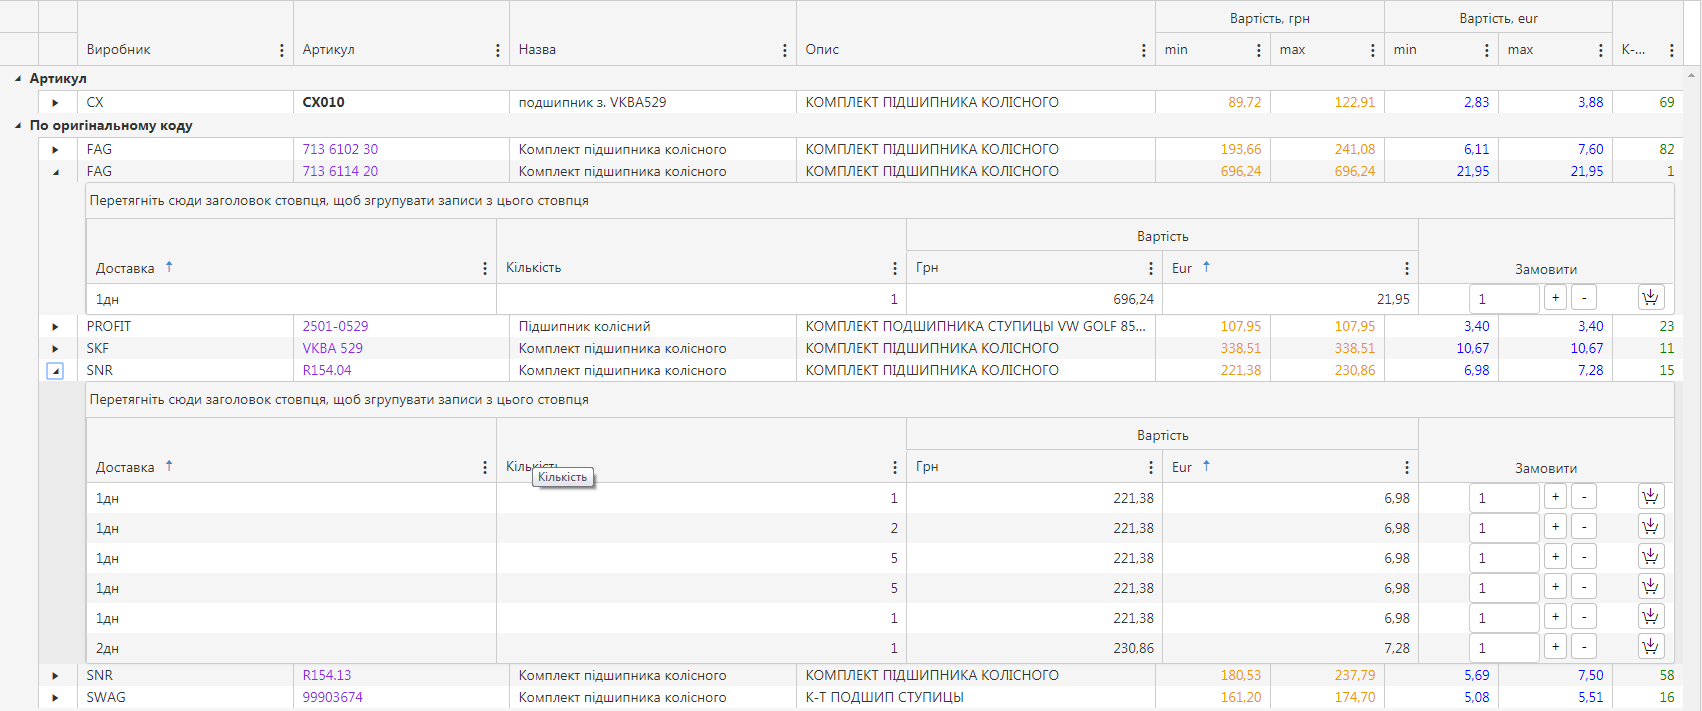 Вартість, грн Вартість, eur
Виробник Артикул Назва Опис min max min max К-...
Артикул
CX CX010 подшипник з. VKBA529 КОМПЛЕКТ ПІДШИПНИКА КОЛІСНОГО 89,72 122,91 2,83 3,88 69
По оригінальному коду
FAG 713 6102 30 Комплект підшипника колісного КОМПЛЕКТ ПІДШИПНИКА КОЛІСНОГО 193,66 241,08 6,11 7,60 82
FAG 713 6114 20 Комплект підшипника колісного КОМПЛЕКТ ПІДШИПНИКА КОЛІСНОГО 696,24 696,24 21,95 21,95 1
Перетягніть сюди заголовок стовпця, щоб згрупувати записи з цього стовпця
Вартість
Доставка ↑ Кількість Грн Eur ↑ Замовити
1дн 1 696,24 21,95 1 + -
PROFIT 2501-0529 Підшипник колісний КОМПЛЕКТ ПОДШИПНИКА СТУПИЦЫ VW GOLF 85... 107,95 107,95 3,40 3,40 23
SKF VKBA 529 Комплект підшипника колісного КОМПЛЕКТ ПІДШИПНИКА КОЛІСНОГО 338,51 338,51 10,67 10,67 11
SNR R154.04 Комплект підшипника колісного КОМПЛЕКТ ПІДШИПНИКА КОЛІСНОГО 221,38 230,86 6,98 7,28 15
Перетягніть сюди заголовок стовпця, щоб згрупувати записи з цього стовпця
Вартість
Доставка ↑ Кількість Грн Eur ↑ Замовити
Кількість
1дн 1 221,38 6,98 1 + -
1дн 2 221,38 6,98 1 + -
1дн 5 221,38 6,98 1 + -
1дн 5 221,38 6,98 1 + -
1дн 1 221,38 6,98 1 + -
2дн 1 230,86 7,28 1 + -
SNR R154.13 Комплект підшипника колісного КОМПЛЕКТ ПІДШИПНИКА КОЛІСНОГО 180,53 237,79 5,69 7,50 58
SWAG 99903674 Комплект підшипника колісного К-Т ПОДШИП СТУПИЦЫ 161,20 174,70 5,08 5,51 16